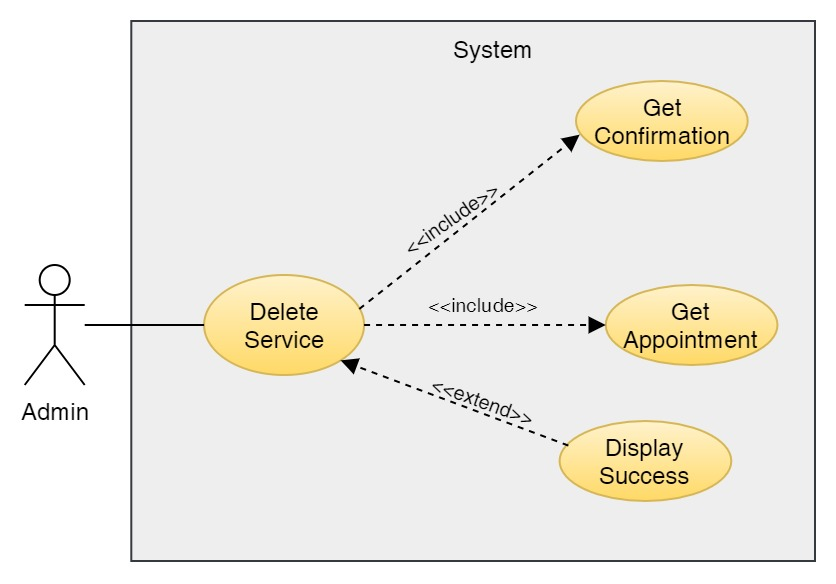 System
Get
Confirmation
<<include>>
Delete
Service
<<include>>
Get
Appointment
<<extend>>
Display
Success
Admin